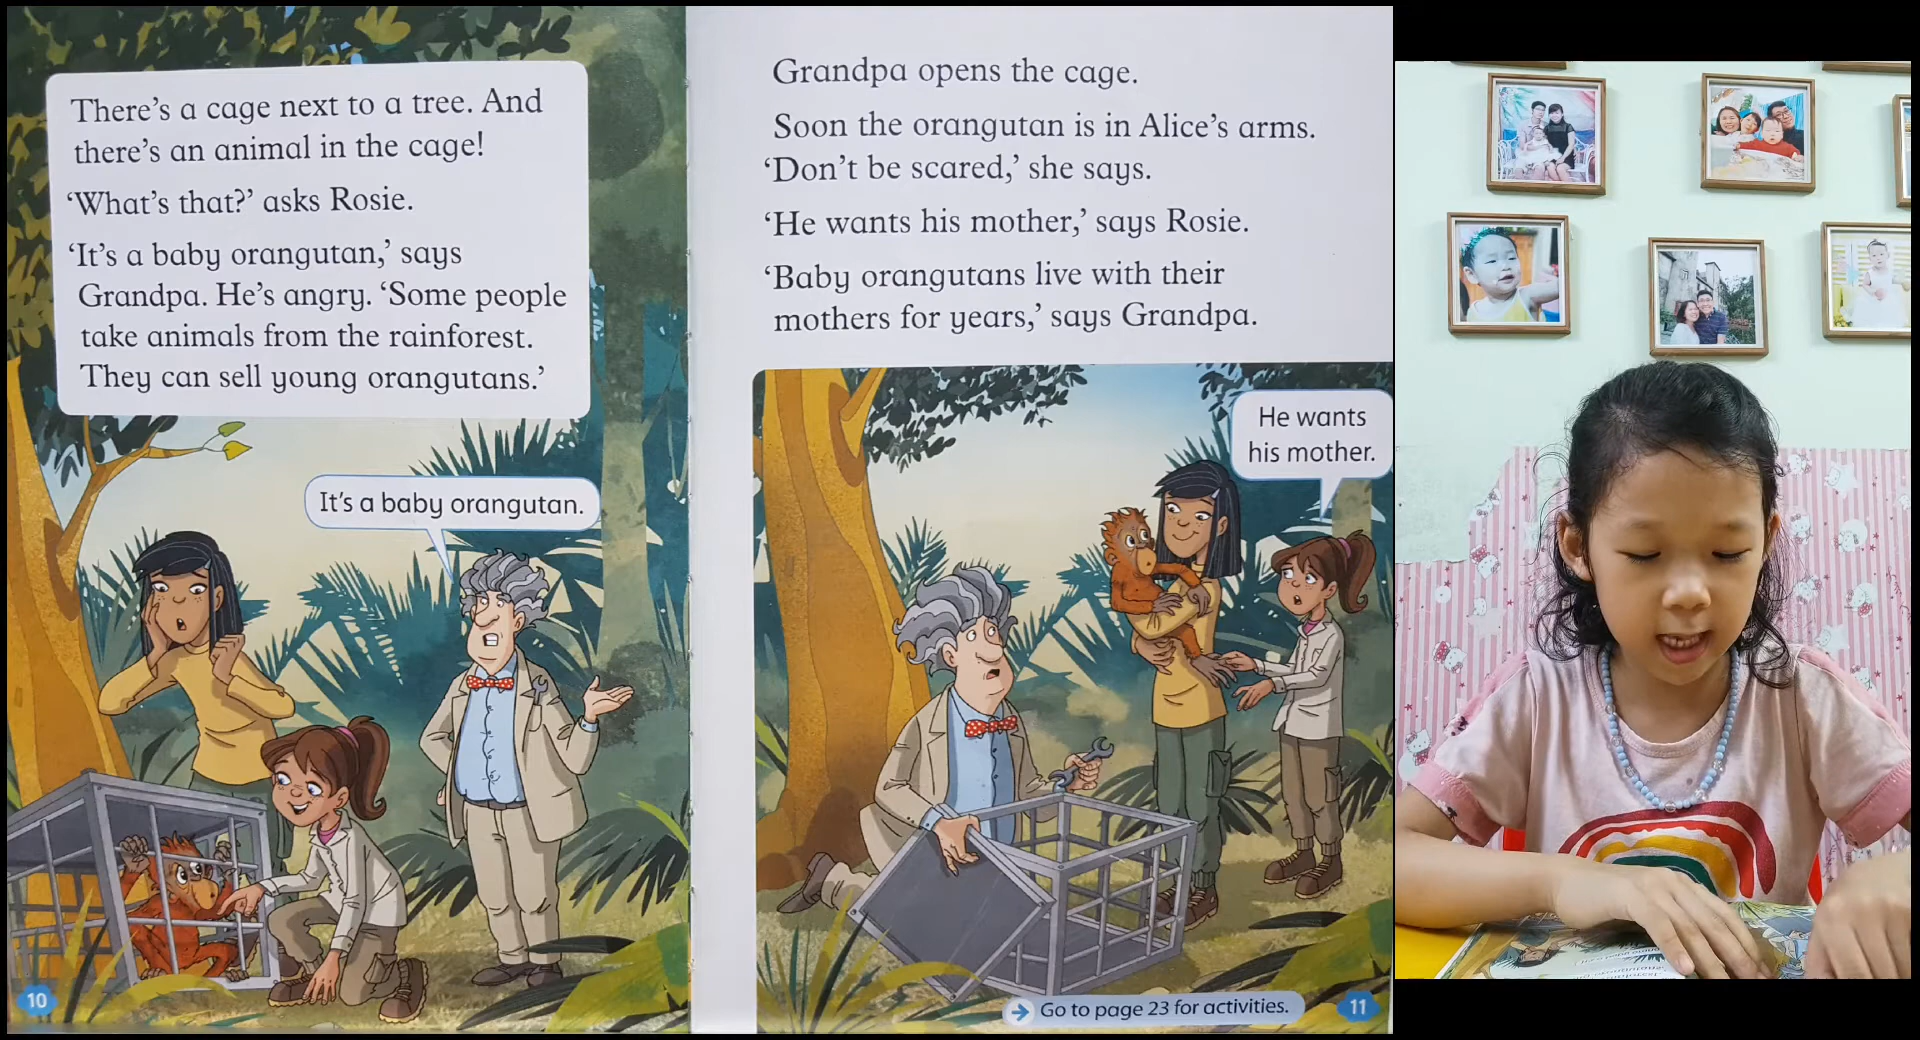 There's a cage next to a tree. And
there's an animal in the cage!
‘What's that?’ asks Rosie.
‘It's a baby orangutan,’ says
Grandpa. He's angry. ‘Some people
take animals from the rainforest.
They can sell young orangutans.’
It's a baby orangutan.
10
Grandpa opens the cage.
Soon the orangutan is in Alice's arms.
‘Don't be scared,’ she says.
‘He wants his mother,’ says Rosie.
‘Baby orangutans live with their
mothers for years,’ says Grandpa.
He wants
his mother.
Go to page 23 for activities.
11